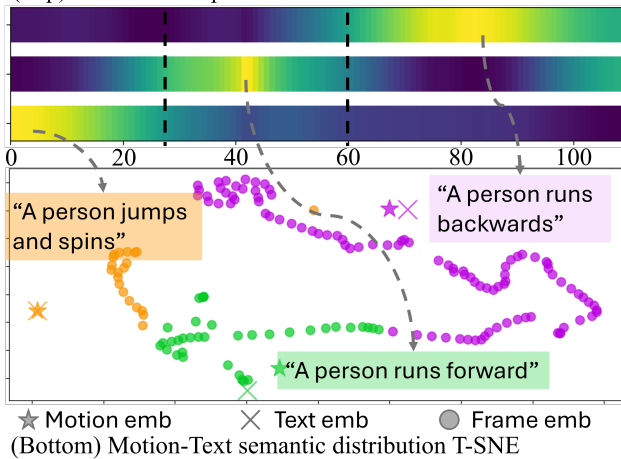 0 20 40 60 80 100
“A person jumps
and spins”
“A person runs
backwards”
“A person runs forward”
Motion emb Text emb Frame emb
(Bottom) Motion-Text semantic distribution T-SNE